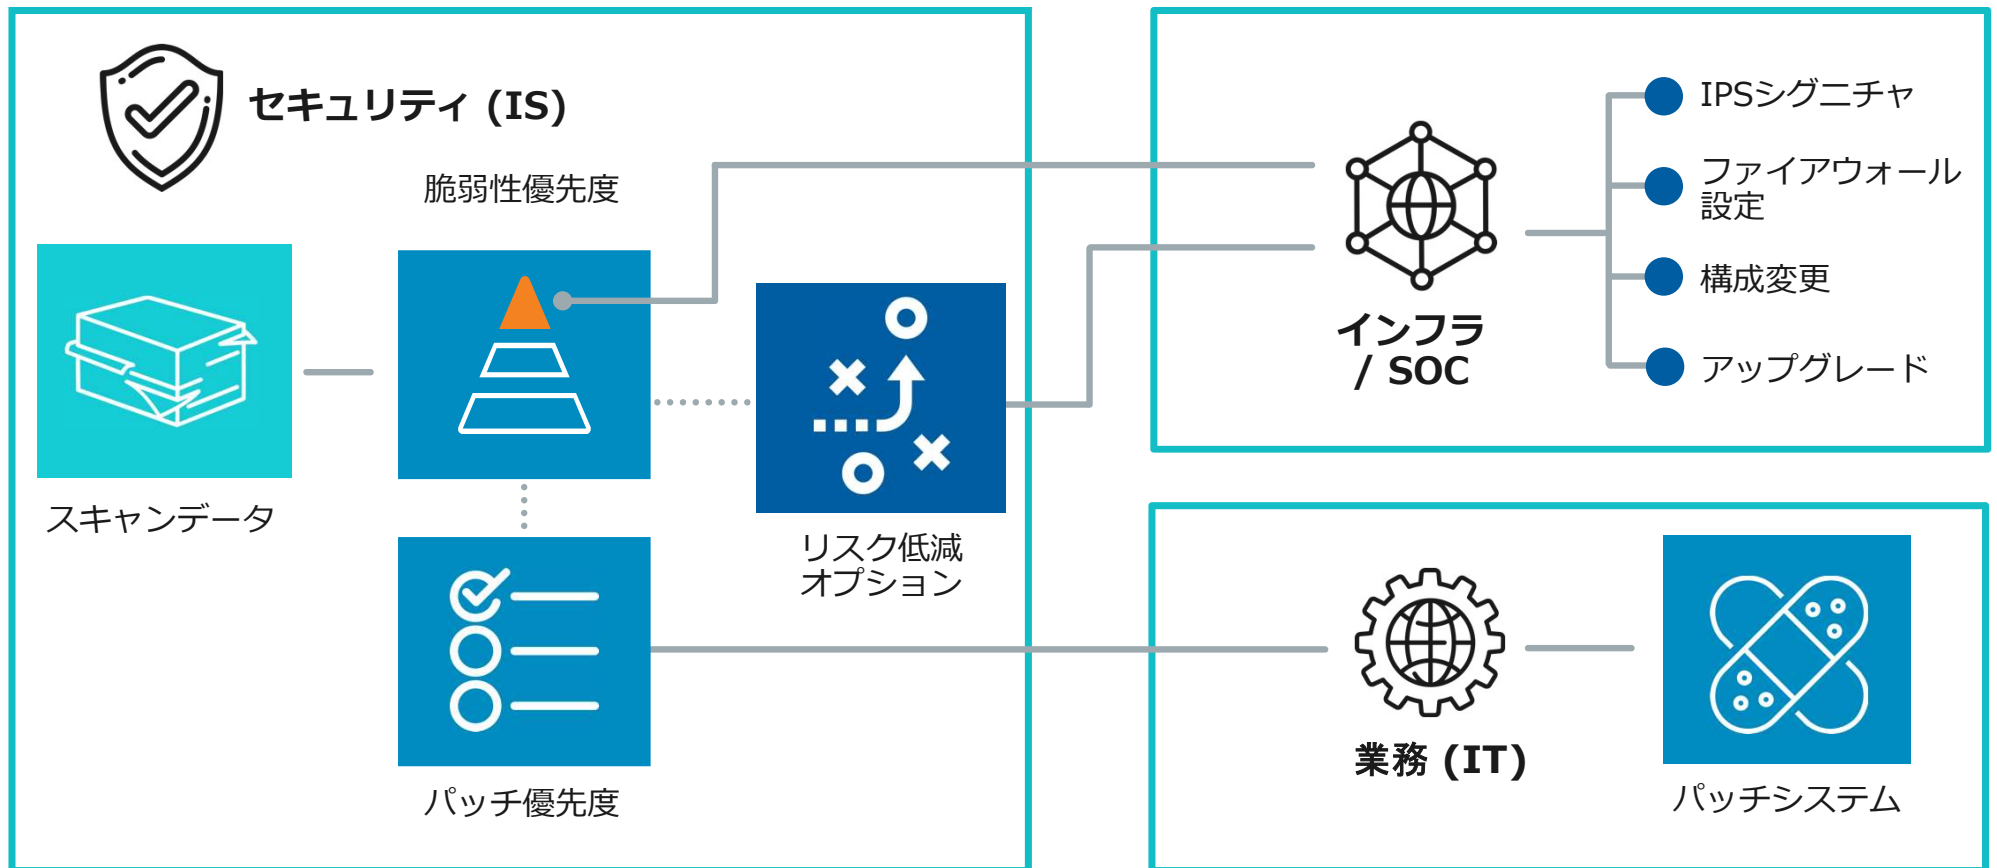 セキュリティ (IS)
脆弱性優先度
スキャンデータ
リスク低減
オプション
パッチ優先度
インフラ
/ SOC
IPSシグニチャ
ファイアウォール
設定
構成変更
アップグレード
業務 (IT)
パッチシステム